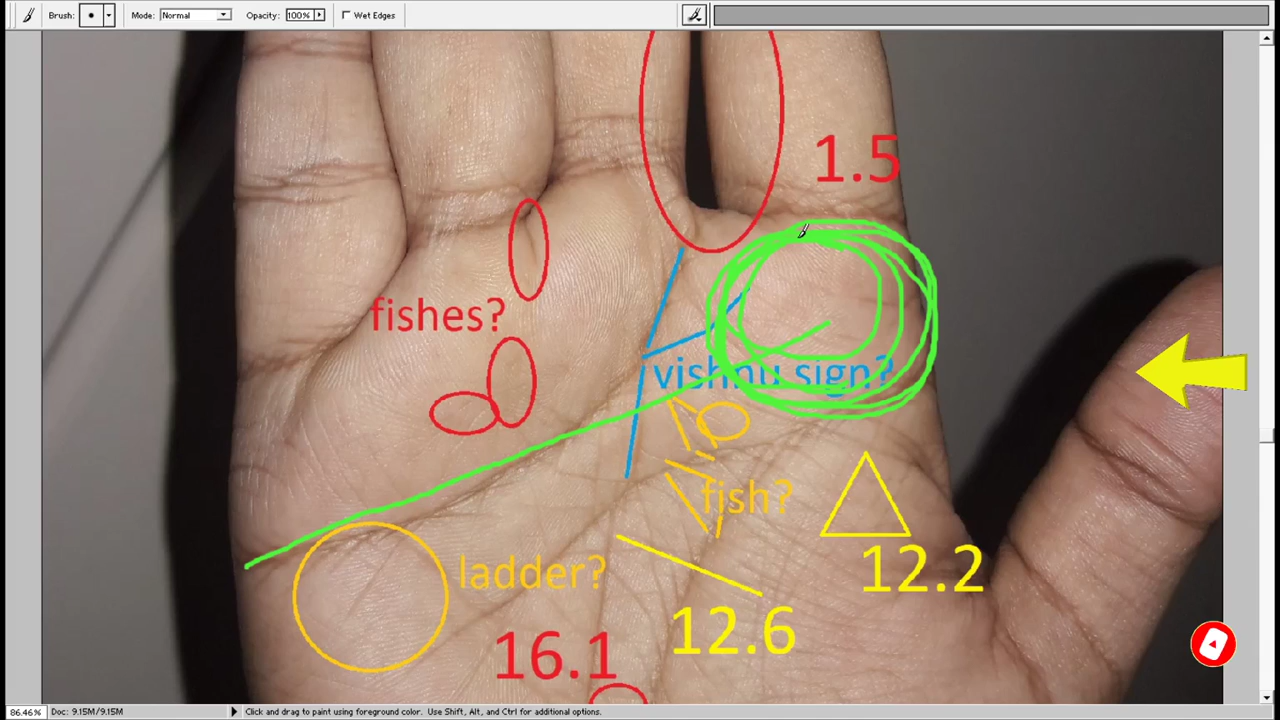 Brush: Mode: Normal Opacity: 100% Wet Edges
1.5
fishes?
vishnu sign?
fish?
ladder?
12.2
12.6
16.1
86.46% Doc: 9.15M/9.15M Click and drag to paint using foreground color. Use Shift, Alt, and Ctrl for additional options.